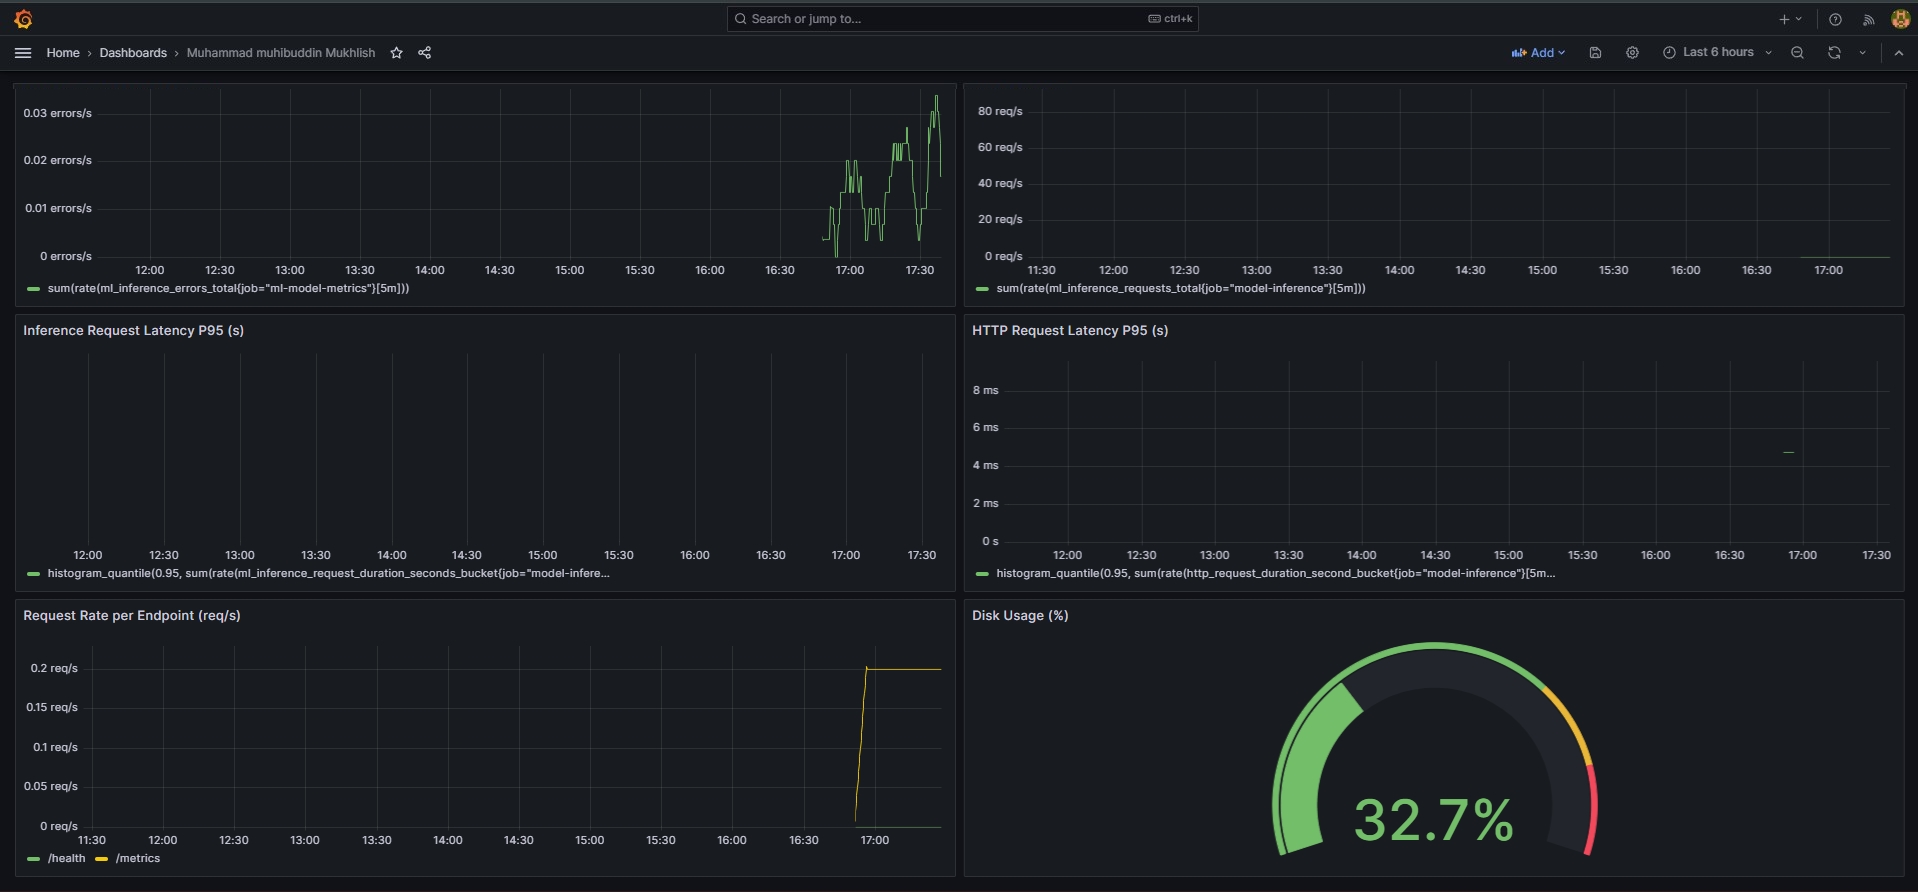 Search or jump to...
ctrl+k
Home › Dashboards › Muhammad muhibuddin Mukhlish
Add
Last 6 hours
0.03 errors/s
0.02 errors/s
0.01 errors/s
0 errors/s
12:00 12:30 13:00 13:30 14:00 14:30 15:00 15:30 16:00 16:30 17:00 17:30
sum(rate(ml_inference_errors_total{job="ml-model-metrics"}[5m]))
80 req/s
60 req/s
40 req/s
20 req/s
0 req/s
11:30 12:00 12:30 13:00 13:30 14:00 14:30 15:00 15:30 16:00 16:30 17:00
sum(rate(ml_inference_requests_total{job="model-inference"}[5m]))
Inference Request Latency P95 (s)
12:00 12:30 13:00 13:30 14:00 14:30 15:00 15:30 16:00 16:30 17:00 17:30
histogram_quantile(0.95, sum(rate(ml_inference_request_duration_seconds_bucket{job="model-infere...
HTTP Request Latency P95 (s)
8 ms
6 ms
4 ms
2 ms
0 s
12:00 12:30 13:00 13:30 14:00 14:30 15:00 15:30 16:00 16:30 17:00 17:30
histogram_quantile(0.95, sum(rate(http_request_duration_second_bucket{job="model-inference"}[5m...
Request Rate per Endpoint (req/s)
0.2 req/s
0.15 req/s
0.1 req/s
0.05 req/s
0 req/s
11:30 12:00 12:30 13:00 13:30 14:00 14:30 15:00 15:30 16:00 16:30 17:00
/health /metrics
Disk Usage (%)
32.7%